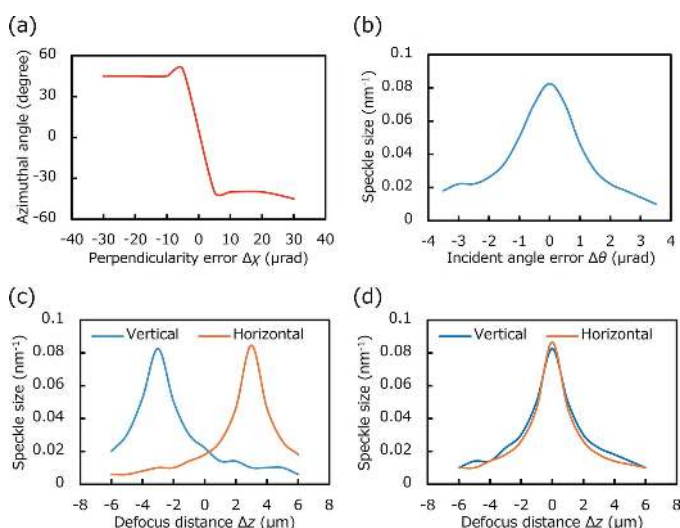 (a)
60
30
0
-30
-60
Azimuthal angle (degree)
-40 -30 -20 -10 0 10 20 30 40
Perpendicularity error Δχ (μrad)
(b)
0.1
0.08
0.06
0.04
0.02
0
Speckle size (nm⁻¹)
-4 -3 -2 -1 0 1 2 3 4
Incident angle error Δθ (μrad)
(c)
Vertical Horizontal
0.1
0.08
0.06
0.04
0.02
0
Speckle size (nm⁻¹)
-8 -6 -4 -2 0 2 4 6 8
Defocus distance Δz (μm)
(d)
Vertical Horizontal
0.1
0.08
0.06
0.04
0.02
0
Speckle size (nm⁻¹)
-8 -6 -4 -2 0 2 4 6 8
Defocus distance Δz (μm)